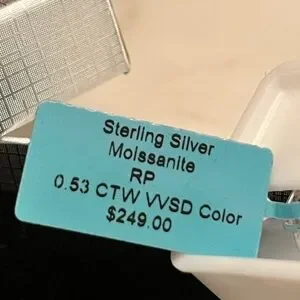 Sterling Silver
Moissanite
RP
0.53 CTW VVSD Color
$249.00